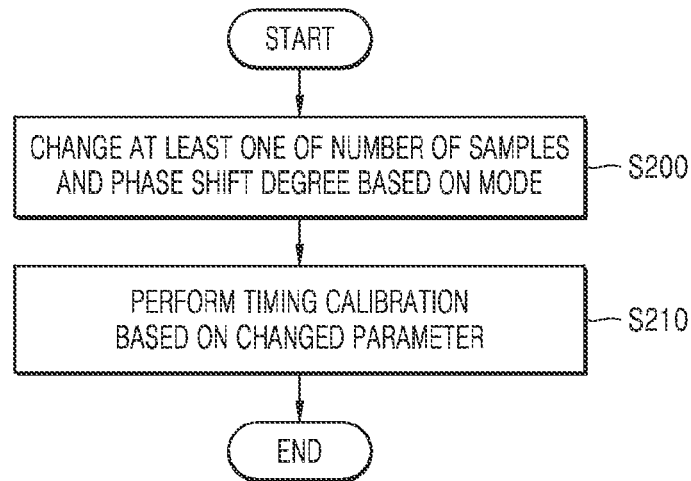 START
CHANGE AT LEAST ONE OF NUMBER OF SAMPLES
AND PHASE SHIFT DEGREE BASED ON MODE
S200
PERFORM TIMING CALIBRATION
BASED ON CHANGED PARAMETER
S210
END